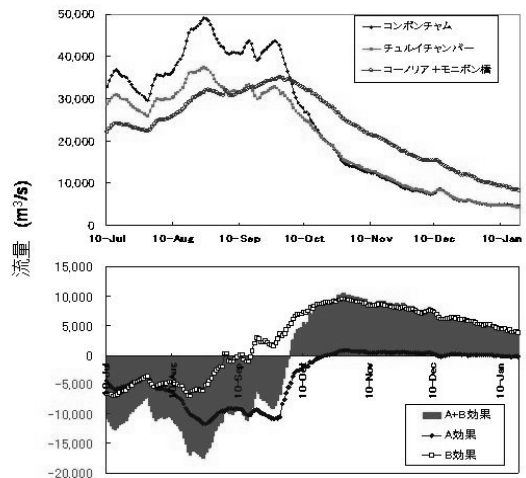 50,000
40,000
30,000
20,000
10,000
0
コンポンチャム
チュルイチャンバー
コーノリア+モニボン橋
10-Jul 10-Aug 10-Sep 10-Oct 10-Nov 10-Dec 10-Jan
流量 (m³/s)
15,000
10,000
5,000
0
-5,000
-10,000
-15,000
-20,000
10-Oct
10-Nov
10-Dec
10-Jan
A+B効果
A効果
B効果